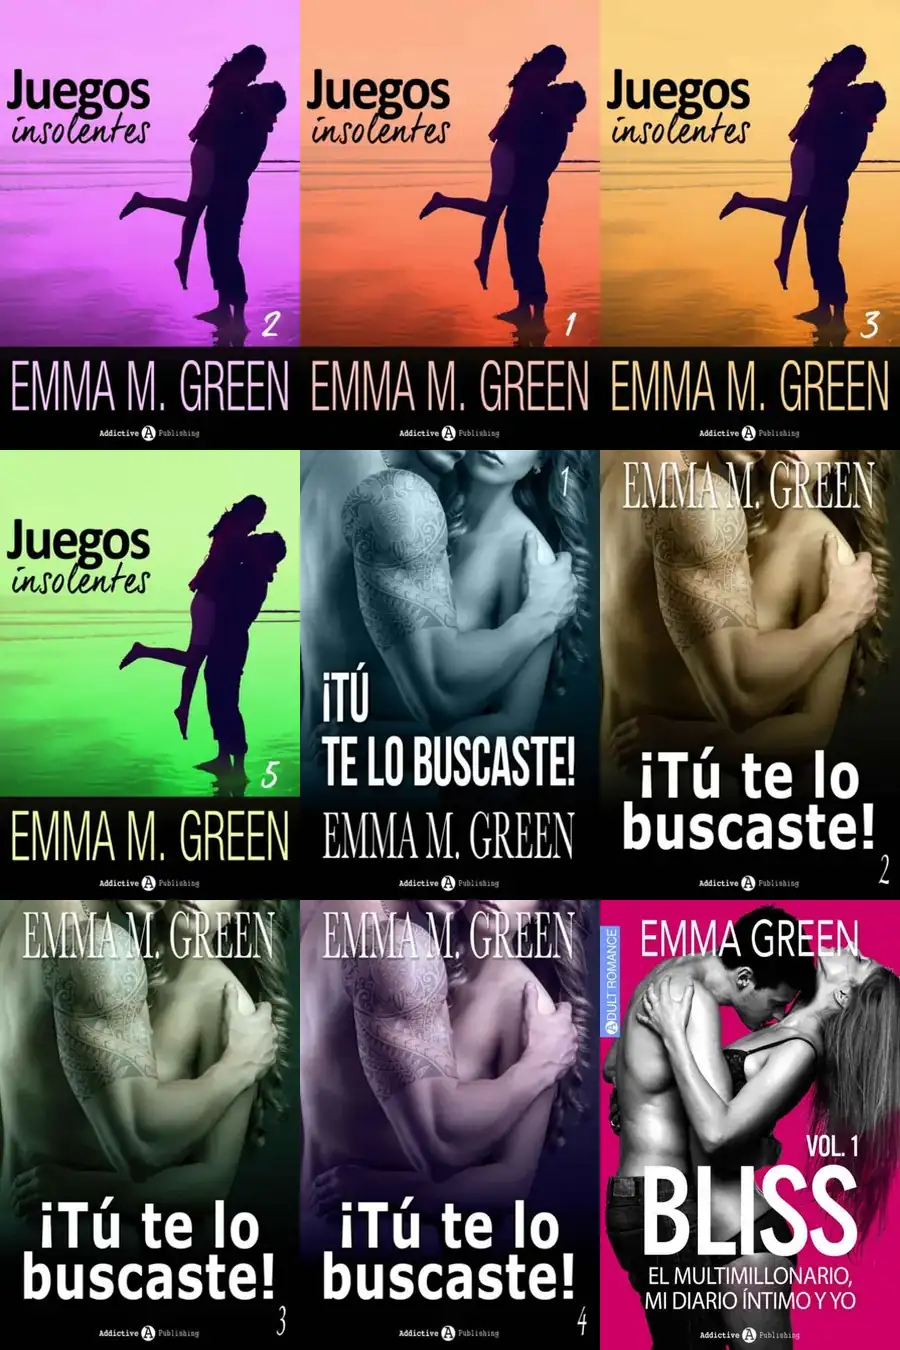 Juegos
insolentes
2
EMMA M. GREEN
Addictive A Publishing
Juegos
insolentes
1
EMMA M. GREEN
Addictive A Publishing
Juegos
insolentes
3
EMMA M. GREEN
Addictive A Publishing
Juegos
insolentes
5
EMMA M. GREEN
Addictive A Publishing
1
¡TÚ
TE LO BUSCASTE!
EMMA M. GREEN
Addictive A Publishing
EMMA M. GREEN
¡Tú te lo
buscaste!
2
Addictive A Publishing
EMMA M. GREEN
¡Tú te lo
buscaste!
3
Addictive A Publishing
EMMA M. GREEN
¡Tú te lo
buscaste!
4
Addictive A Publishing
EMMA GREEN
ADULT ROMANCE
VOL. 1
BLISS
EL MULTIMILLONARIO,
MI DIARIO ÍNTIMO Y YO
Addictive A Publishing